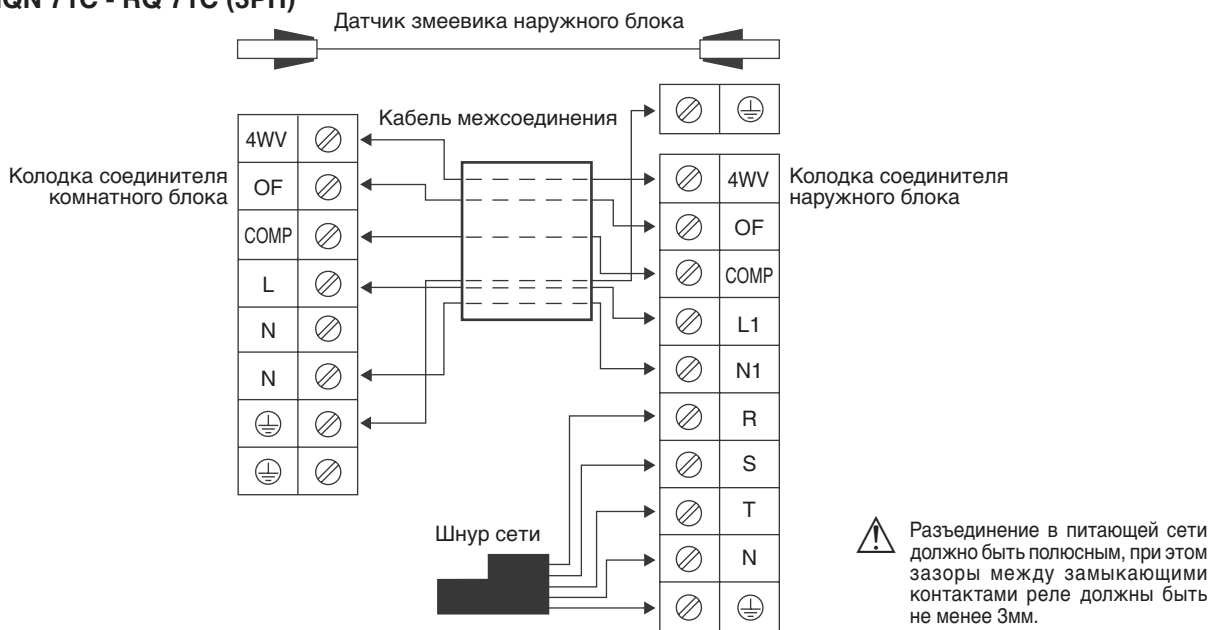 RQ 71C (3PH)
Датчик змеевика наружного блока
Кабель межсоединения
Колодка соединителя
комнатного блока
4WV
OF
COMP
L
N
N
4WV
OF
COMP
L1
N1
R
S
T
N
Колодка соединителя
наружного блока
Шнур сети
Разъединение в питающей сети
должно быть полюсным, при этом
зазоры между замыкающими
контактами реле должны быть
не менее 3мм.